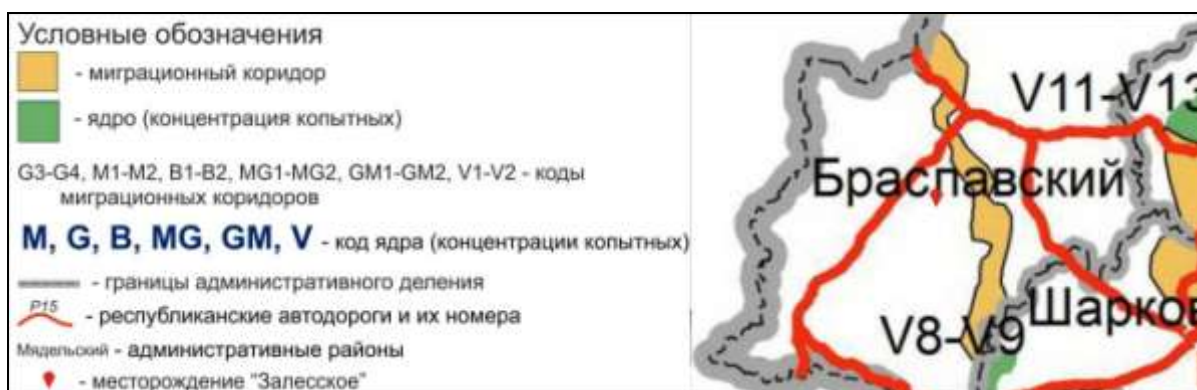 Условные обозначения
- миграционный коридор
- ядро (концентрация копытных)
G3-G4, M1-M2, B1-B2, MG1-MG2, GM1-GM2, V1-V2 - коды
миграционных коридоров
M, G, B, MG, GM, V - код ядра (концентрации копытных)
- границы административного деления
P15 - республиканские автодороги и их номера
Мядельский - административные районы
- месторождение "Залесское"
V11-V13
Браславский
Шарков
V8-V9